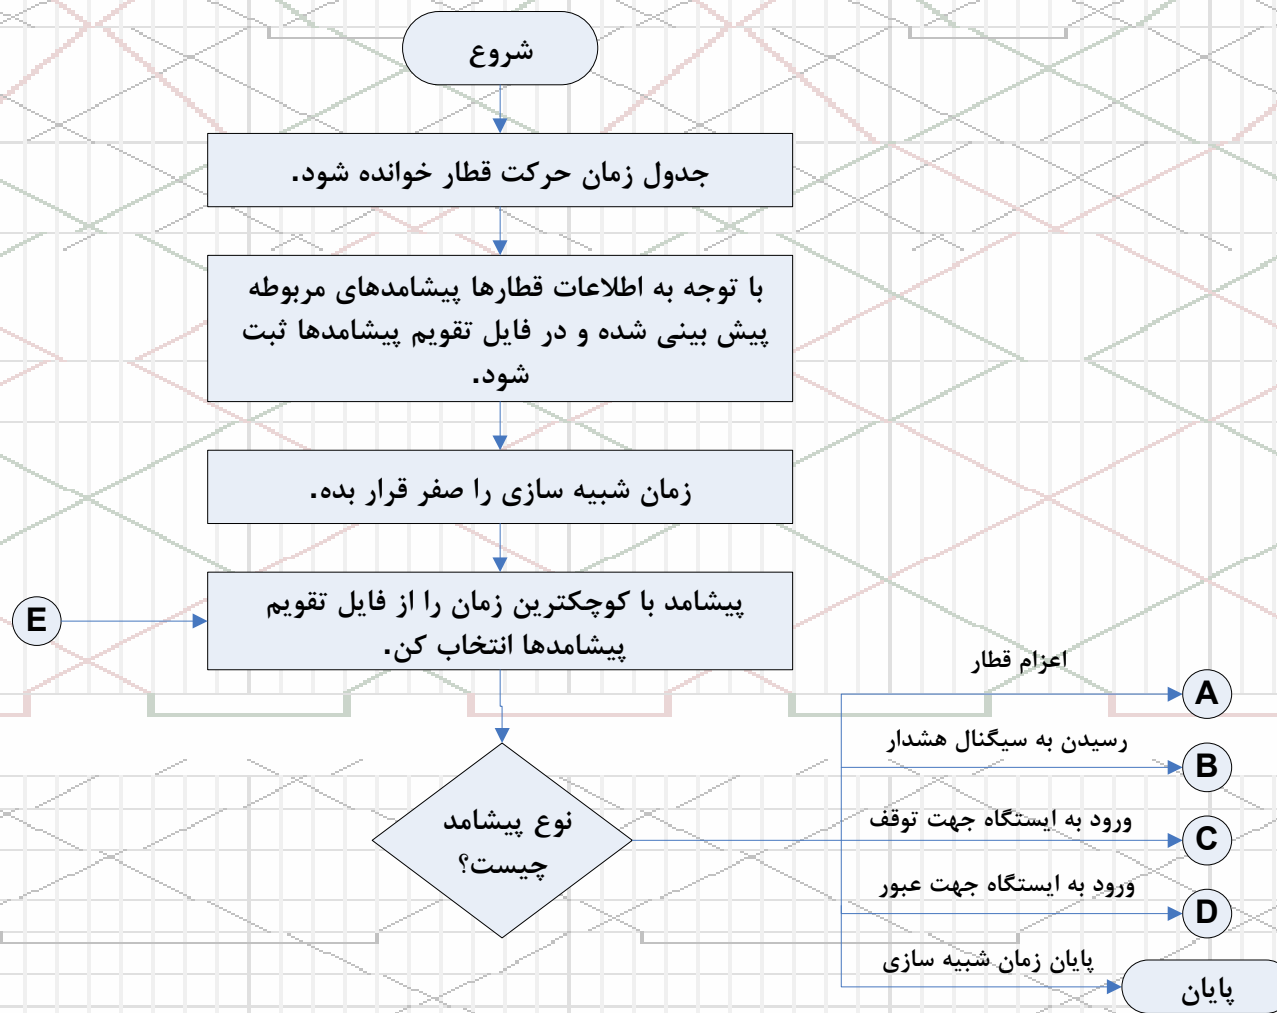 شروع
جدول زمان حرکت قطار خوانده شود.
با توجه به اطلاعات قطارها پیشامدهای مربوطه
پیش بینی شده و در فایل تقویم پیشامدها ثبت
شود.
زمان شبیه سازی را صفر قرار بده.
E
پیشامد با کوچکترین زمان را از فایل تقویم
پیشامدها انتخاب کن.
نوع پیشامد
چیست؟
اعزام قطار
A
رسیدن به سیگنال هشدار
B
ورود به ایستگاه جهت توقف
C
ورود به ایستگاه جهت عبور
D
پایان زمان شبیه سازی
پایان